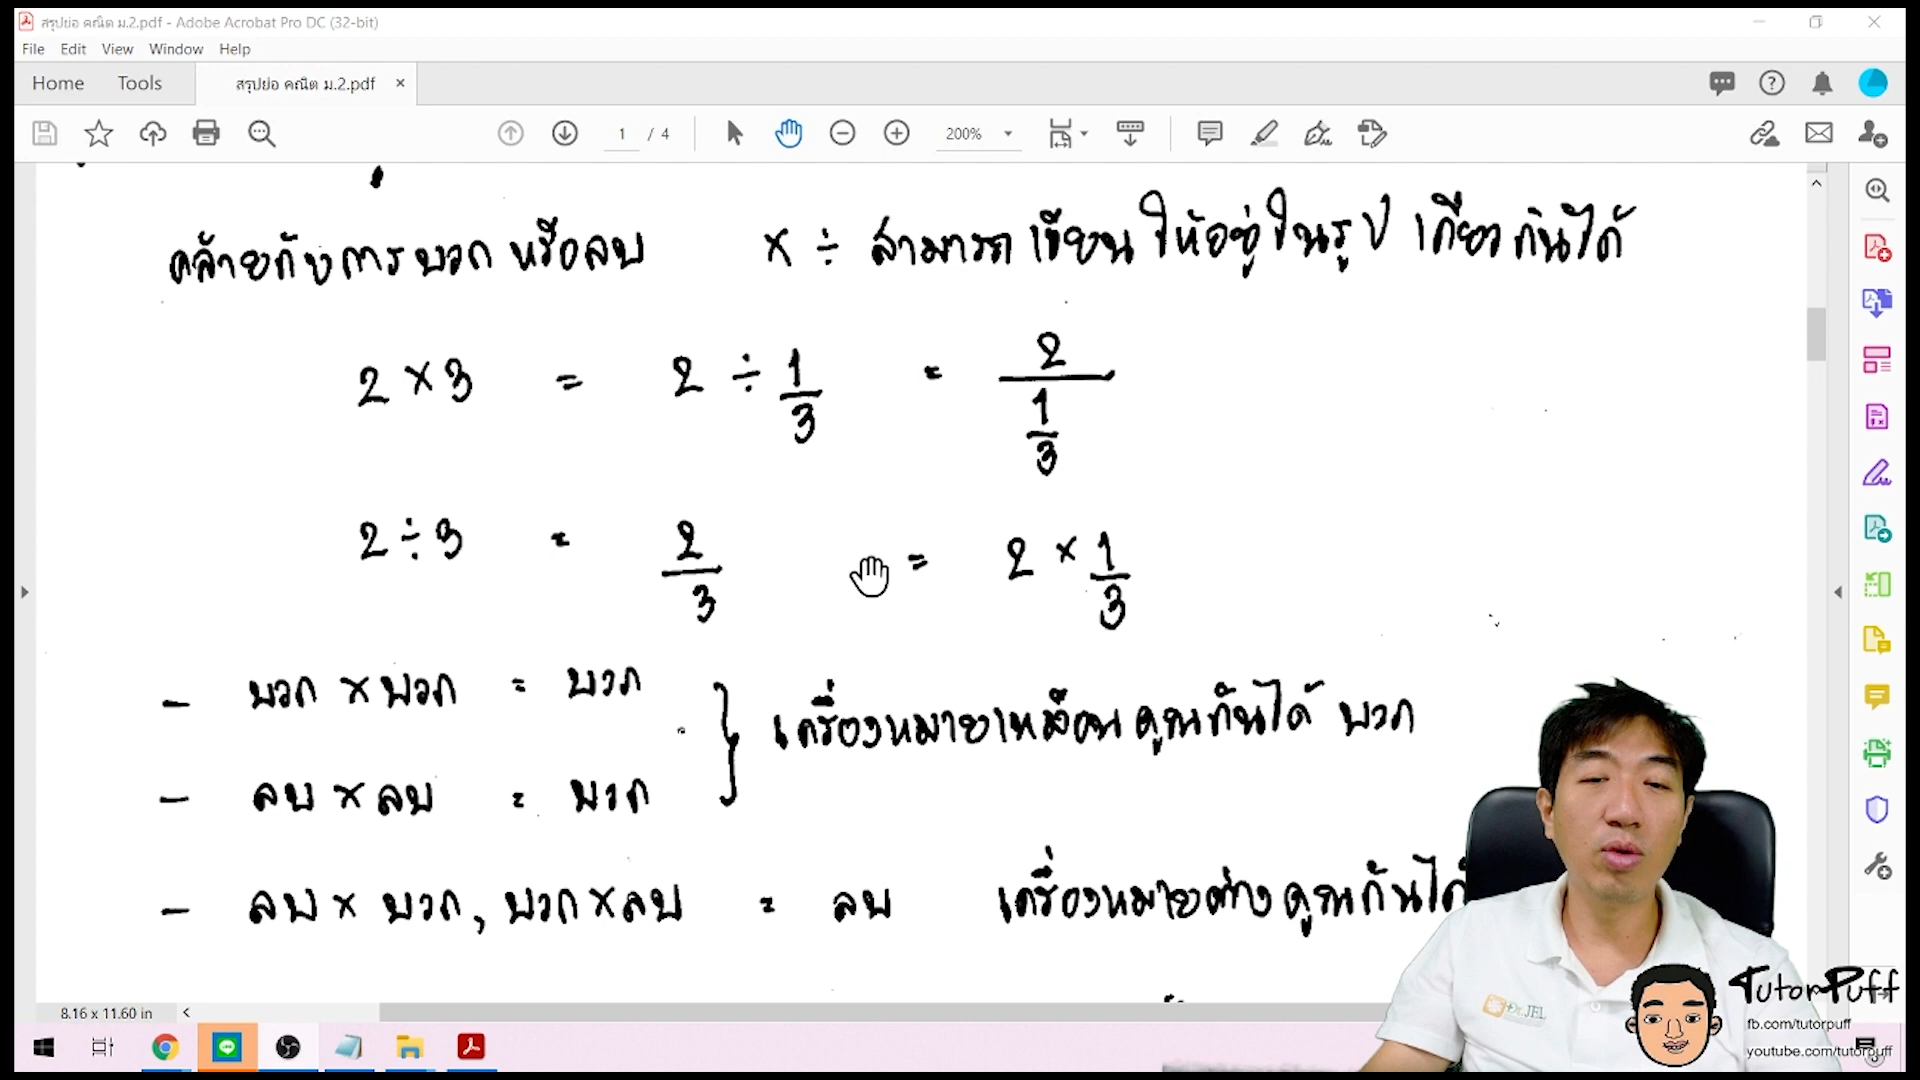 สรุปย่อ คณิต ม.2.pdf - Adobe Acrobat Pro DC (32-bit)
File Edit View Window Help
Home Tools สรุปย่อ คณิต ม.2.pdf ×
1 / 4 200%
คล้ายกับการบวกหรือลบ × ÷ สามารถเขียนให้อยู่ในรูปเดียวกันได้
2 × 3 = 2 ÷ 1/3 = 2/(1/3)
2 ÷ 3 = 2/3 = 2 × 1/3
- บวก × บวก = บวก
เครื่องหมายเหมือนคูณกันได้ บวก
- ลบ × ลบ = บวก
- ลบ × บวก, บวก × ลบ = ลบ เครื่องหมายต่างคูณกันได้
8.16 x 11.60 in
Dr.JEL
TutorPuff
fb.com/tutorpuff
youtube.com/tutorpuff